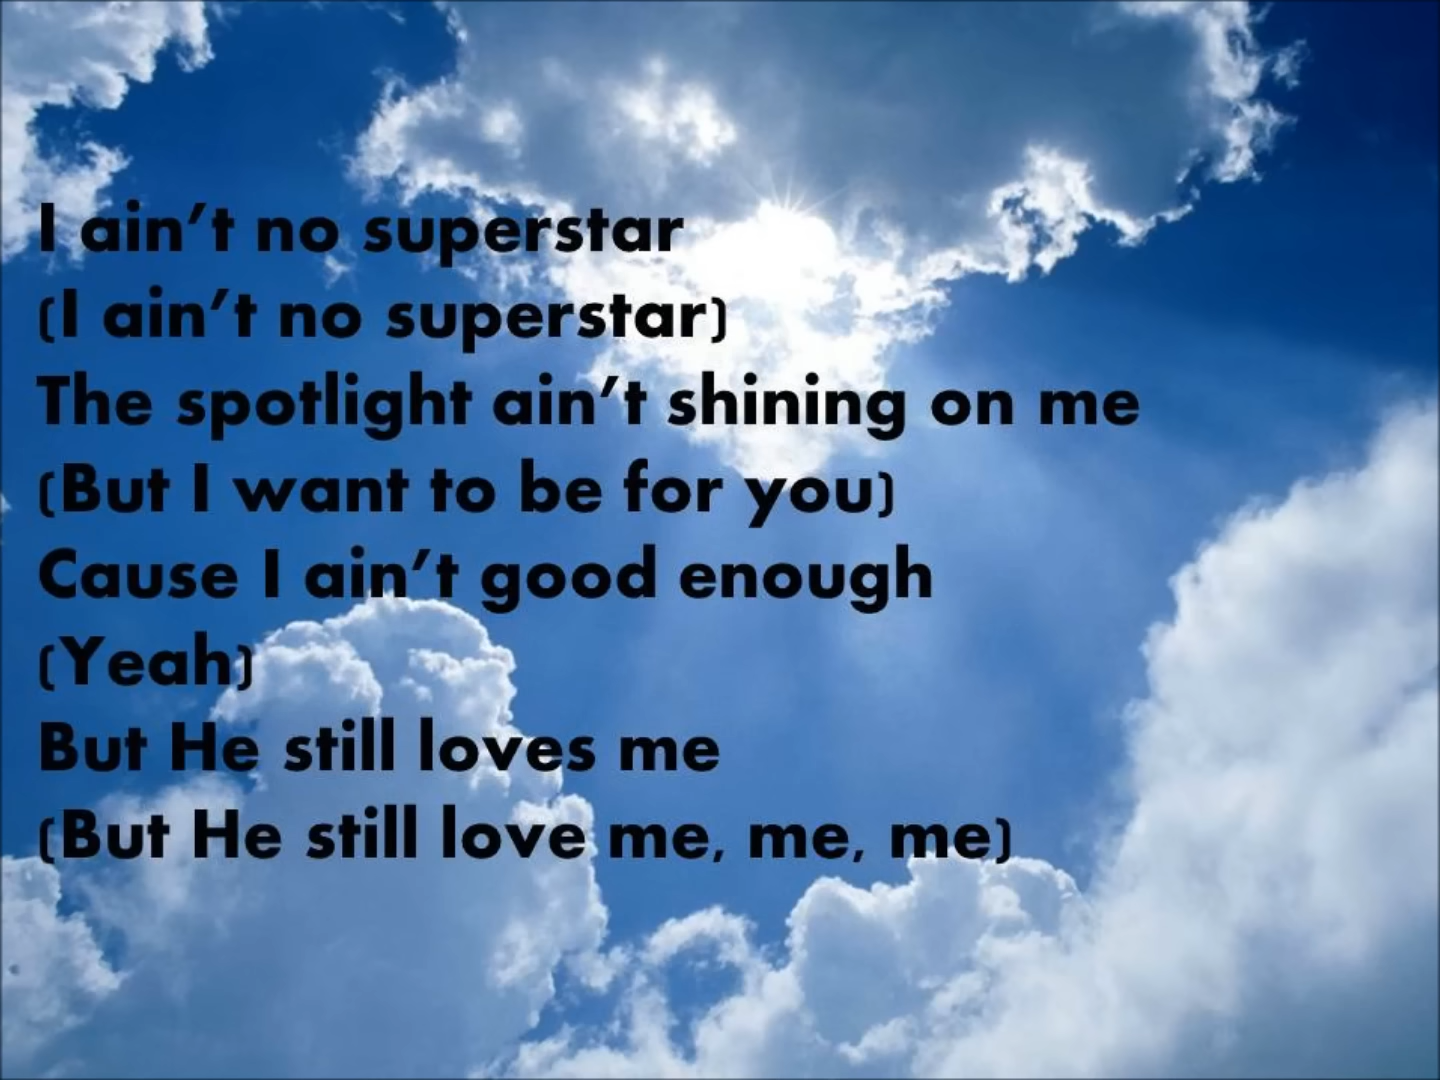 I ain't no superstar
(I ain't no superstar)
The spotlight ain't shining on me
(But I want to be for you)
Cause I ain't good enough
(Yeah)
But He still loves me
(But He still love me, me, me)